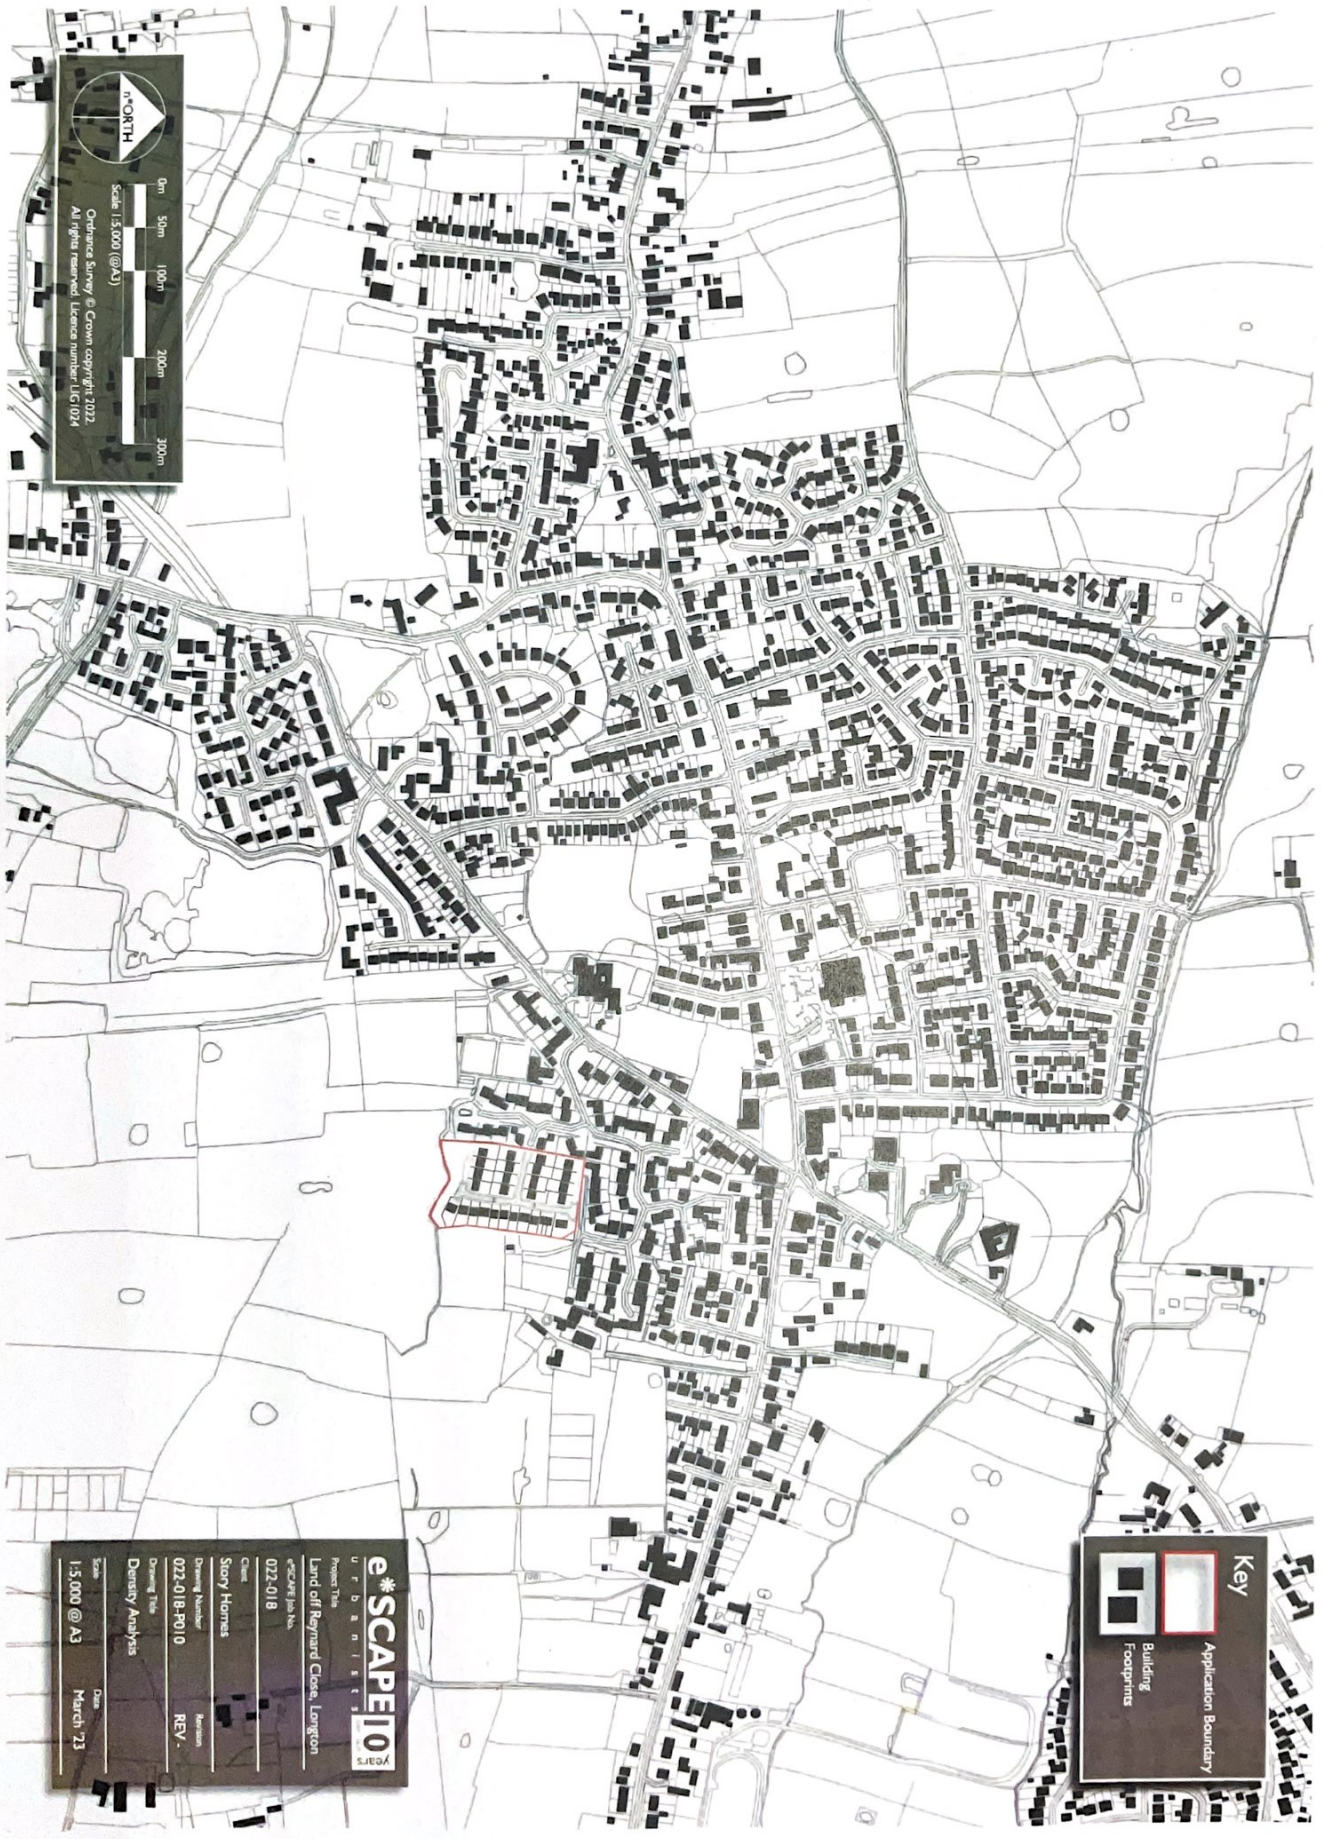 Key
Application Boundary
Building
Footprints
n*ORTH
0m 50m 100m 200m 300m
Scale 1:5,000 (@A3)
Ordnance Survey © Crown copyright 2022.
All rights reserved. Licence number LIG1024
e*SCAPE
urbanists
10
years
Project Title
Land off Reynard Close, Longton
e*SCAPE Job No.
022-018
Client
Story Homes
Drawing Number
Revision
022-018-P010
REV -
Drawing Title
Density Analysis
Scale
Date
1:5,000 @ A3
March '23